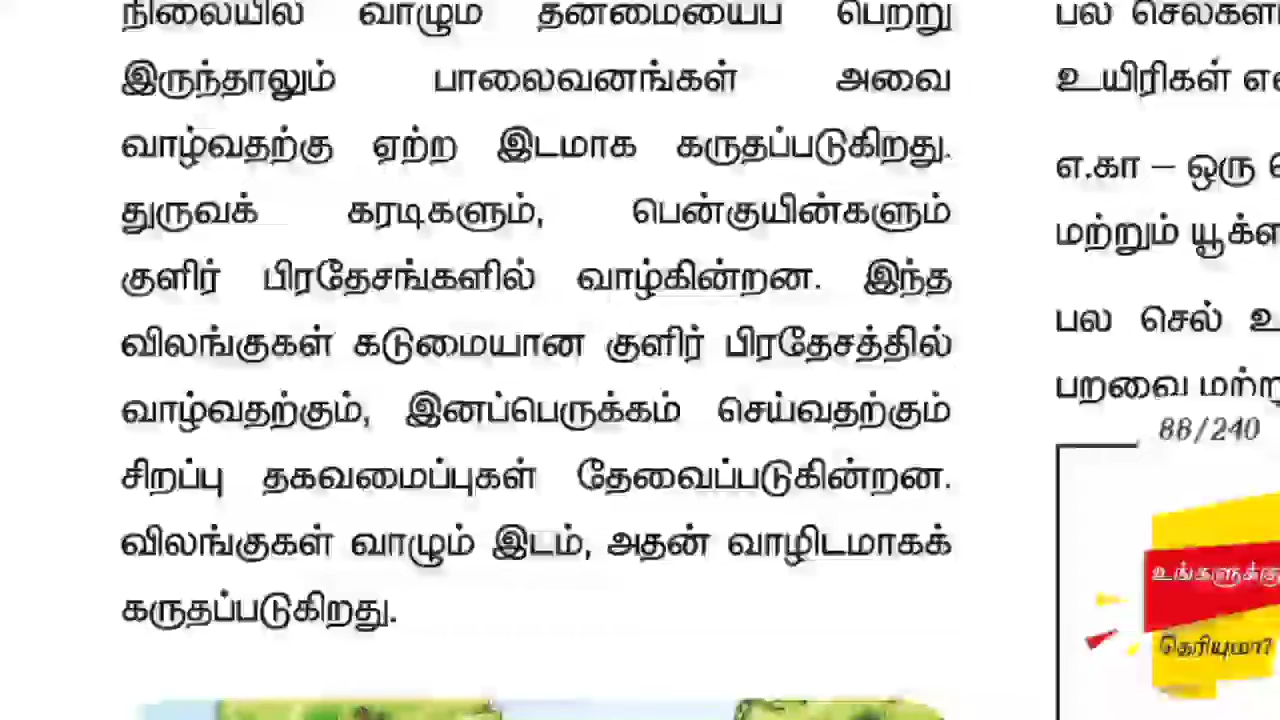 நிலையில் வாழும் தன்மையைப் பெற்று
இருந்தாலும் பாலைவனங்கள் அவை
வாழ்வதற்கு ஏற்ற இடமாக கருதப்படுகிறது.
துருவக் கரடிகளும், பென்குயின்களும்
குளிர் பிரதேசங்களில் வாழ்கின்றன. இந்த
விலங்குகள் கடுமையான குளிர் பிரதேசத்தில்
வாழ்வதற்கும், இனப்பெருக்கம் செய்வதற்கும்
சிறப்பு தகவமைப்புகள் தேவைப்படுகின்றன.
விலங்குகள் வாழும் இடம், அதன் வாழிடமாகக்
கருதப்படுகிறது.
பல
உயிரிகள்
எ.கா – ஒரு
மற்றும்
பல செல்
பறவை
88/240
தெரியுமா?